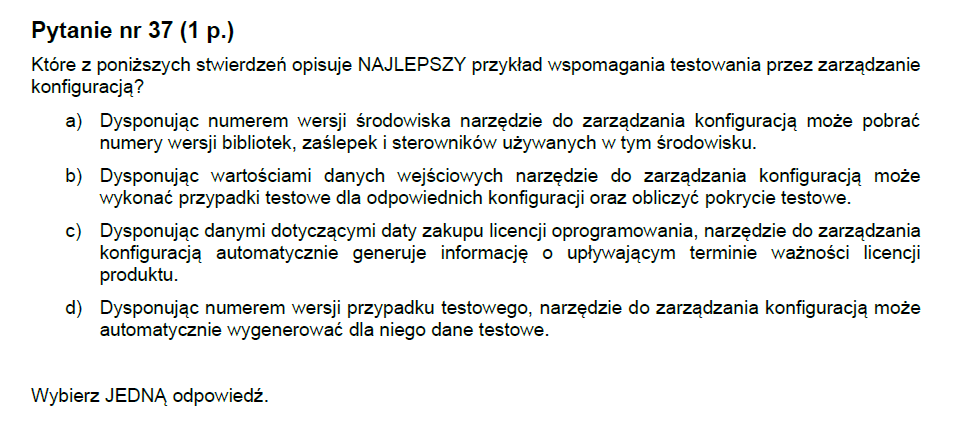 Pytanie nr 37 (1 p.)
Które z poniższych stwierdzeń opisuje NAJLEPSZY przykład wspomagania testowania przez zarządzanie
konfiguracją?
a) Dysponując numerem wersji środowiska narzędzie do zarządzania konfiguracją może pobrać
numery wersji bibliotek, zaślepek i sterowników używanych w tym środowisku.
b) Dysponując wartościami danych wejściowych narzędzie do zarządzania konfiguracją może
wykonać przypadki testowe dla odpowiednich konfiguracji oraz obliczyć pokrycie testowe.
c) Dysponując danymi dotyczącymi daty zakupu licencji oprogramowania, narzędzie do zarządzania
konfiguracją automatycznie generuje informację o upływającym terminie ważności licencji
produktu.
d) Dysponując numerem wersji przypadku testowego, narzędzie do zarządzania konfiguracją może
automatycznie wygenerować dla niego dane testowe.
Wybierz JEDNĄ odpowiedź.